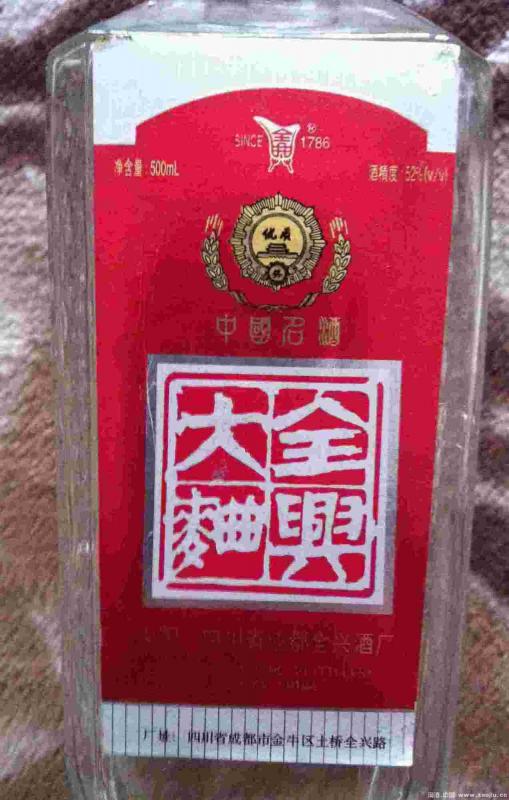 SINCE 1786
净含量:500mL
酒精度:52%(v/v)
优质
中國名酒
全興
大麯
四川省成都全兴酒厂
厂址: 四川省成都市金牛区土桥全兴路